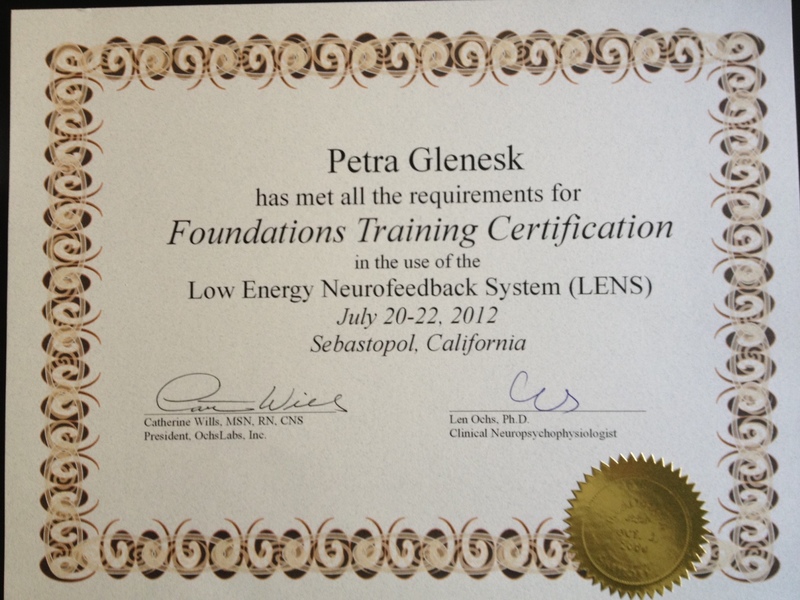 Petra Glenesk
has met all the requirements for
Foundations Training Certification
in the use of the
Low Energy Neurofeedback System (LENS)
July 20-22, 2012
Sebastopol, California
Catherine Wills, MSN, RN, CNS
President, OchsLabs, Inc.
Len Ochs, Ph.D.
Clinical Neuropsychophysiologist